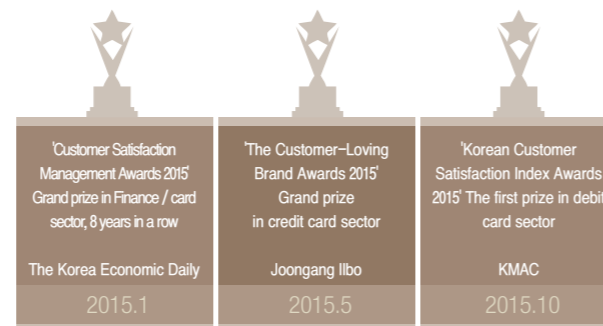 'Customer Satisfaction
Management Awards 2015'
Grand prize in Finance / card
sector, 8 years in a row
The Korea Economic Daily
2015.1
'The Customer-Loving
Brand Awards 2015'
Grand prize
in credit card sector
Joongang Ilbo
2015.5
'Korean Customer
Satisfaction Index Awards
2015' The first prize in debit
card sector
KMAC
2015.10